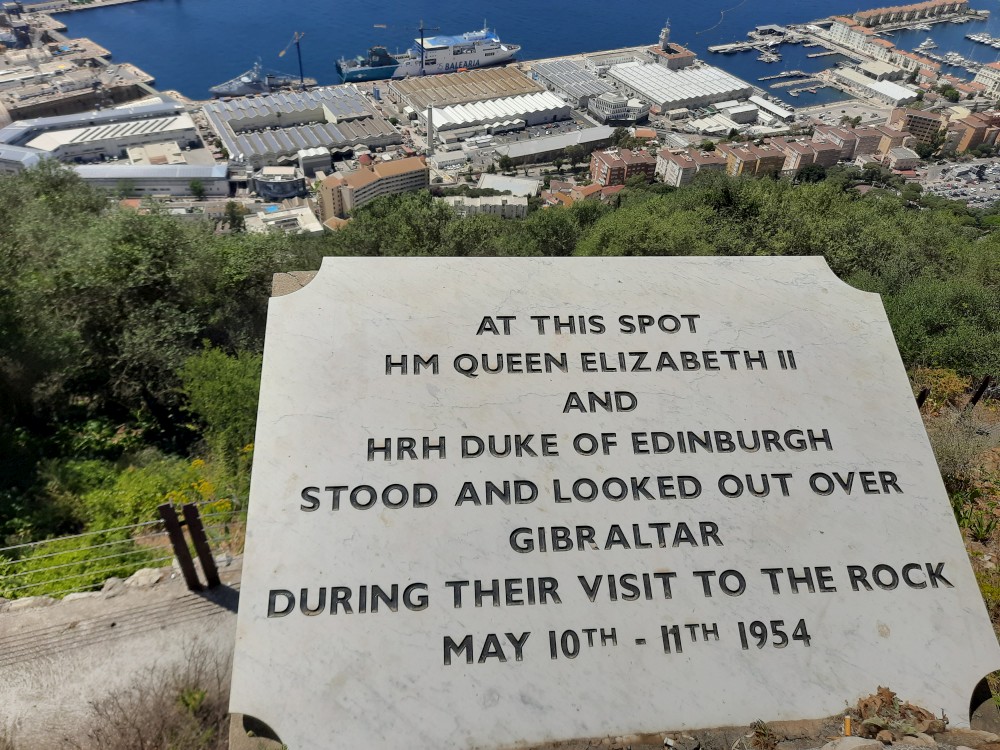 BALEARIA
AT THIS SPOT
HM QUEEN ELIZABETH II
AND
HRH DUKE OF EDINBURGH
STOOD AND LOOKED OUT OVER
GIBRALTAR
DURING THEIR VISIT TO THE ROCK
MAY 10TH - 11TH 1954